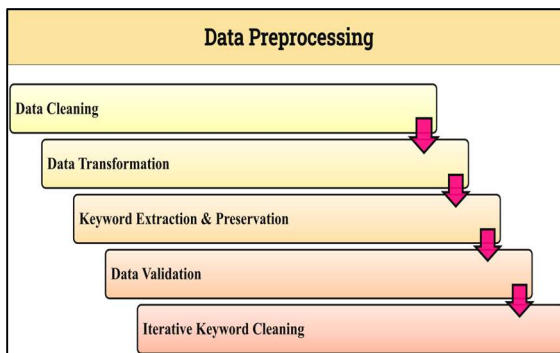 Data Preprocessing
Data Cleaning
Data Transformation
Keyword Extraction & Preservation
Data Validation
Iterative Keyword Cleaning